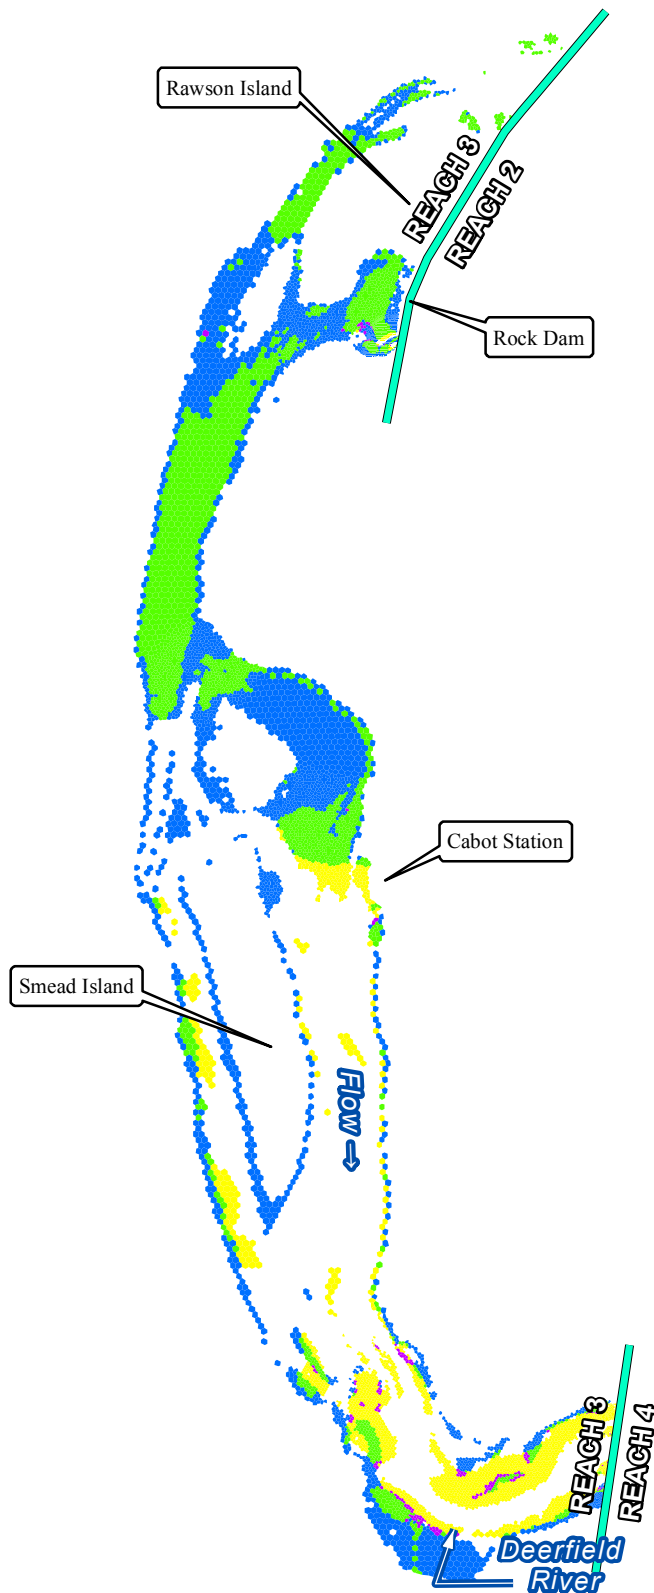 Rawson Island
REACH 3
REACH 2
Rock Dam
Cabot Station
Smead Island
Flow →
REACH 3
REACH 4
Deerfield
River